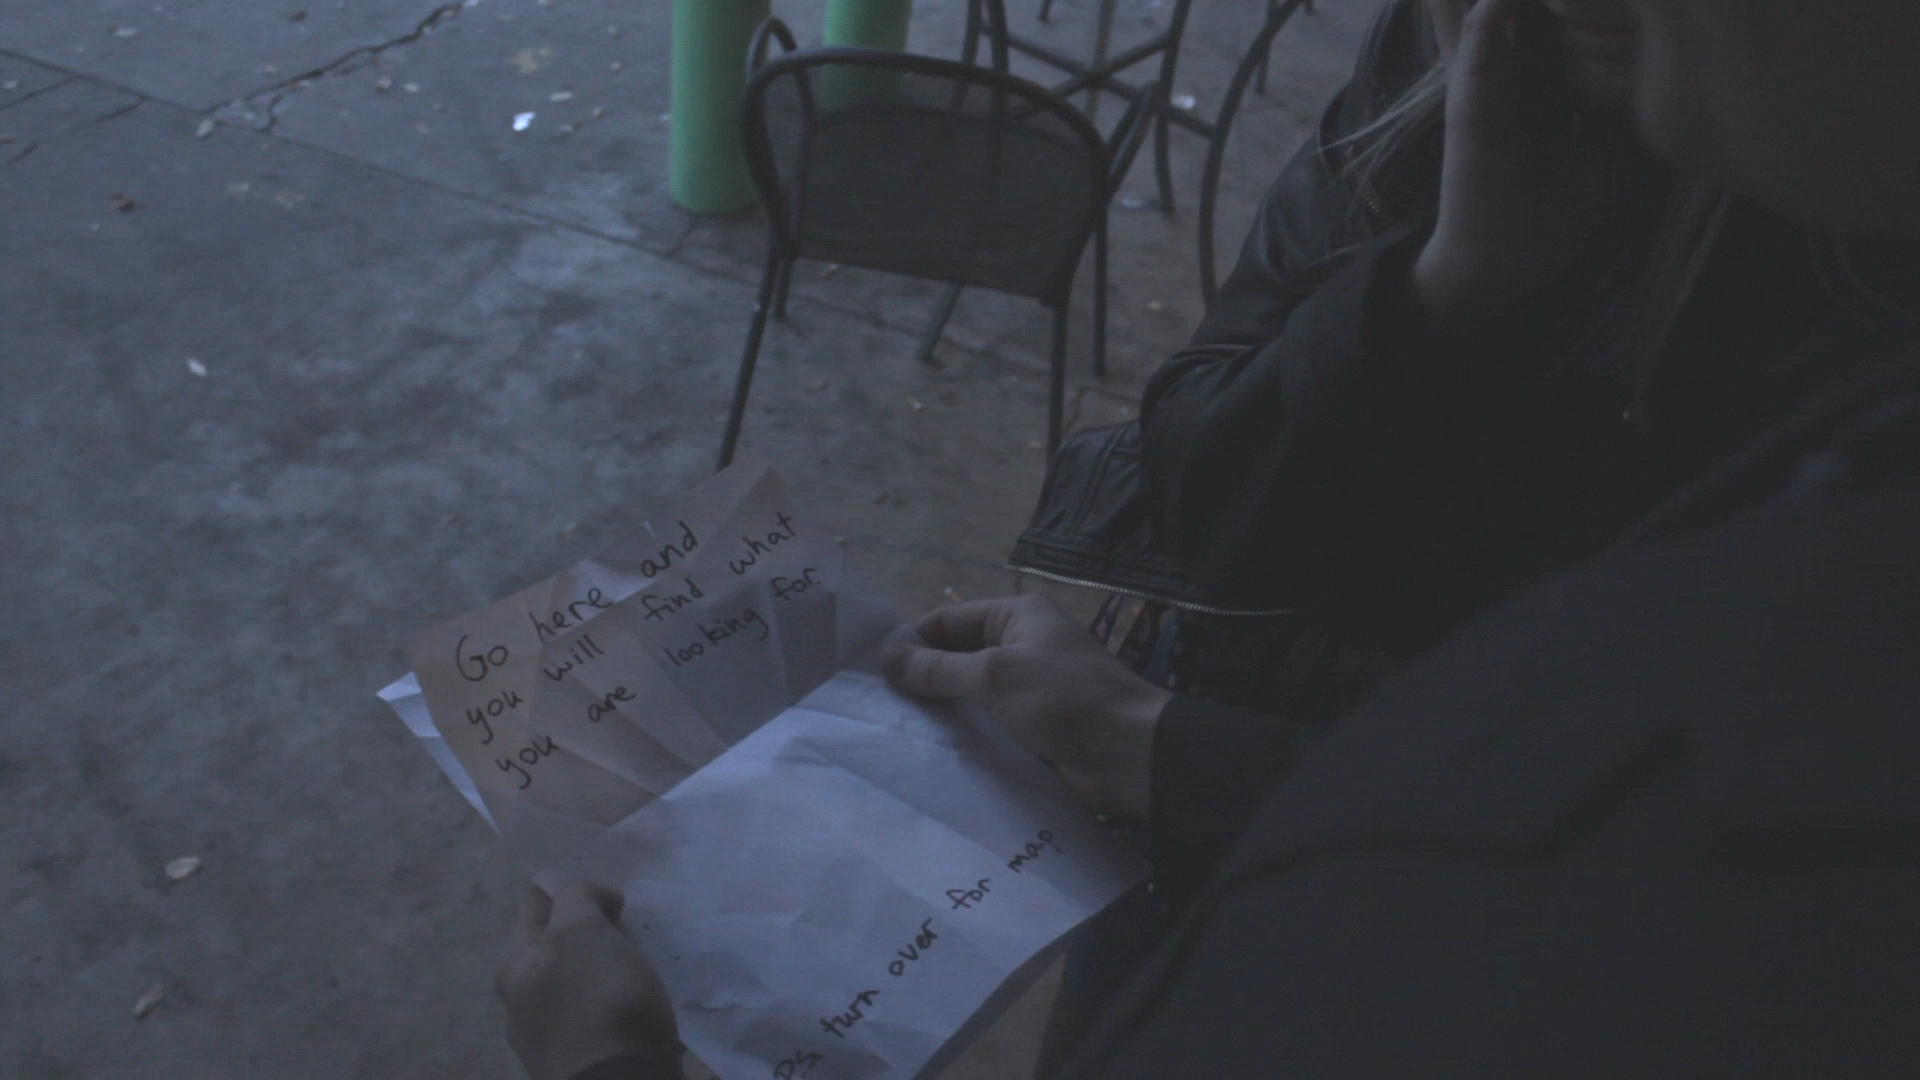 Go here and
you will find what
you are looking for.
P.S. turn over for map